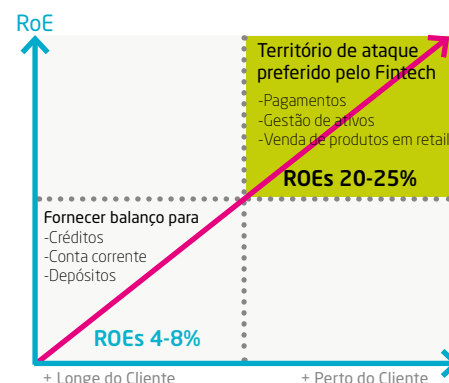 RoE
Território de ataque
preferido pelo Fintech
-Pagamentos
-Gestão de ativos
-Venda de produtos em retail
ROEs 20-25%
Fornecer balanço para
-Créditos
-Conta corrente
-Depósitos
ROEs 4-8%
+ Longe do Cliente
+ Perto do Cliente